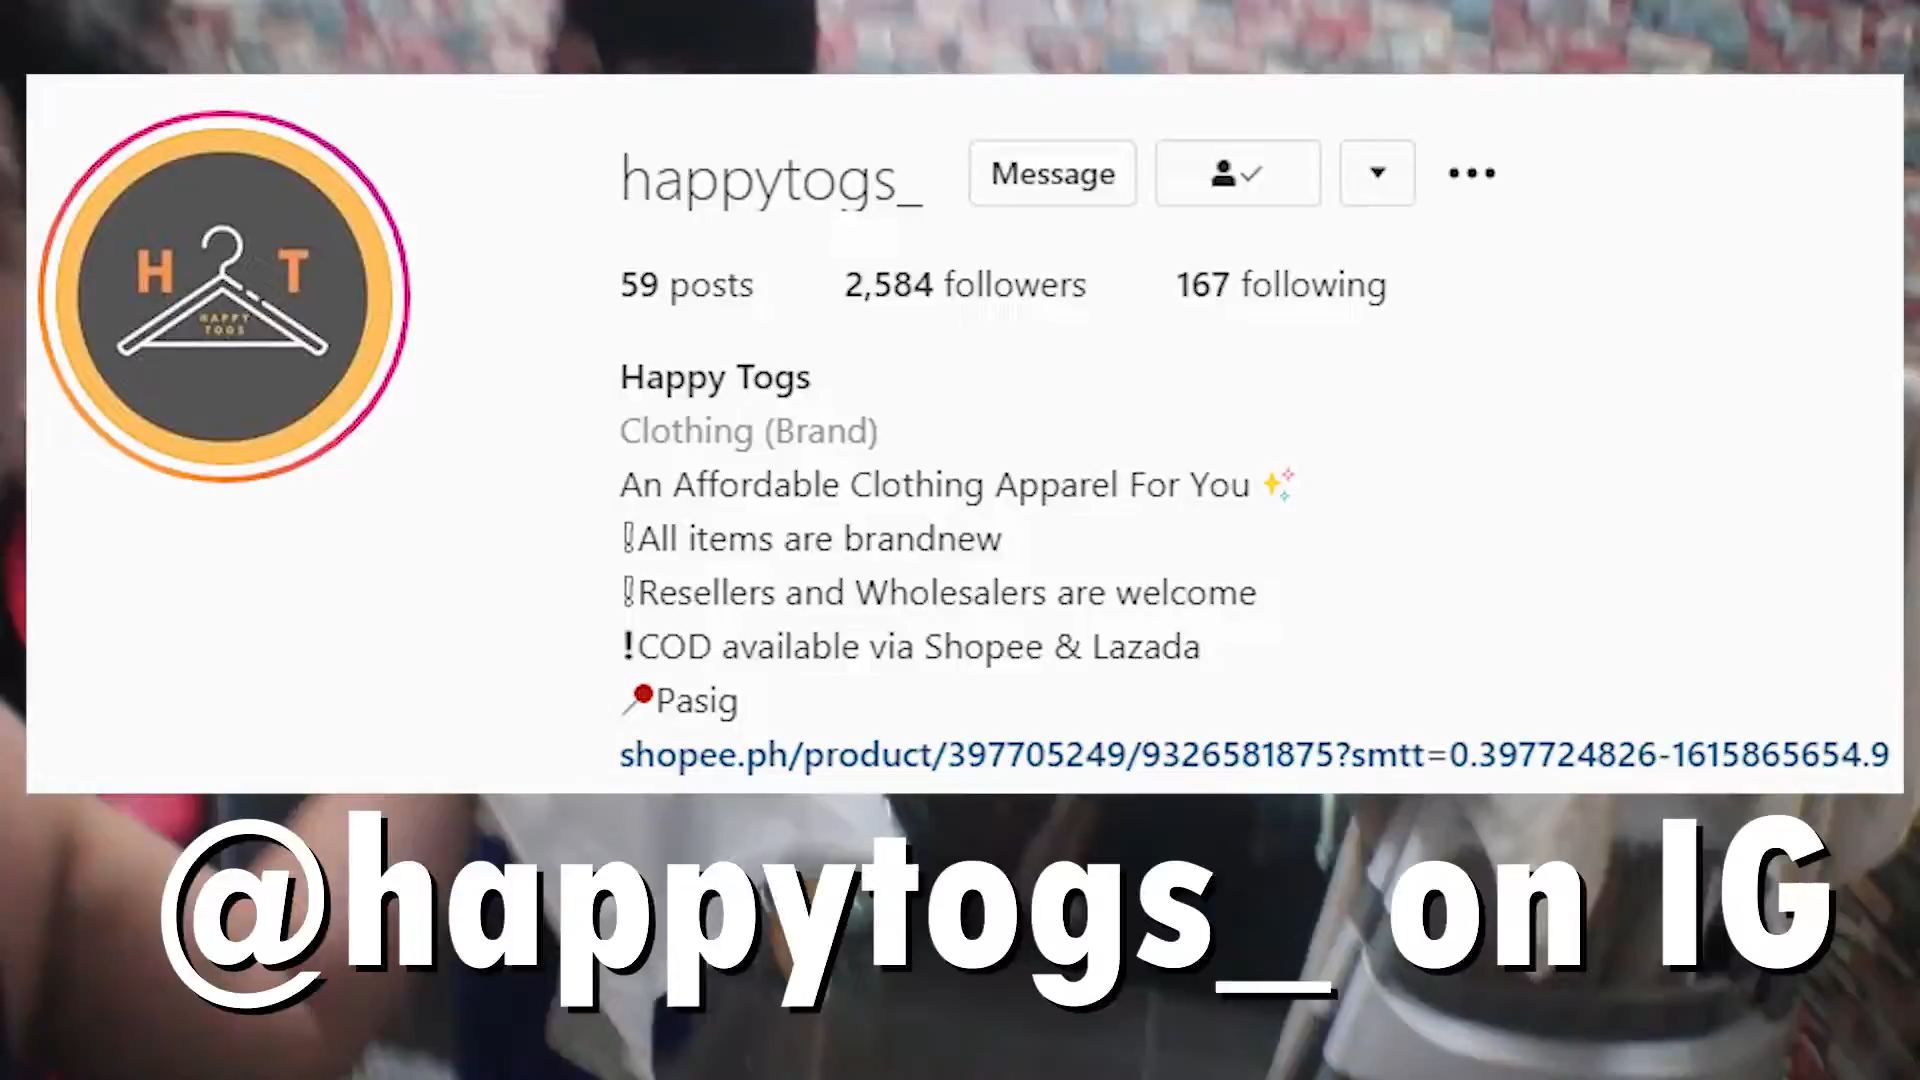 H T
HAPPY
TOGS
happytogs_ Message
59 posts 2,584 followers 167 following
Happy Togs
Clothing (Brand)
An Affordable Clothing Apparel For You ✨
❕All items are brandnew
❕Resellers and Wholesalers are welcome
❗COD available via Shopee & Lazada
📍Pasig
shopee.ph/product/397705249/9326581875?smtt=0.397724826-1615865654.9
@happytogs_ on IG